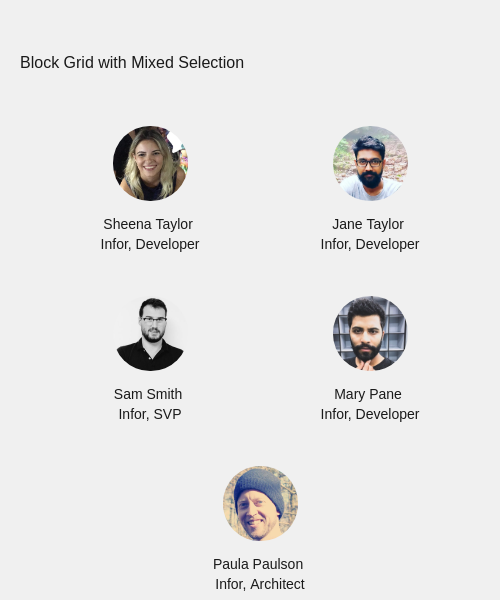 Block Grid with Mixed Selection
Sheena Taylor
Infor, Developer
Jane Taylor
Infor, Developer
Sam Smith
Infor, SVP
Mary Pane
Infor, Developer
Paula Paulson
Infor, Architect